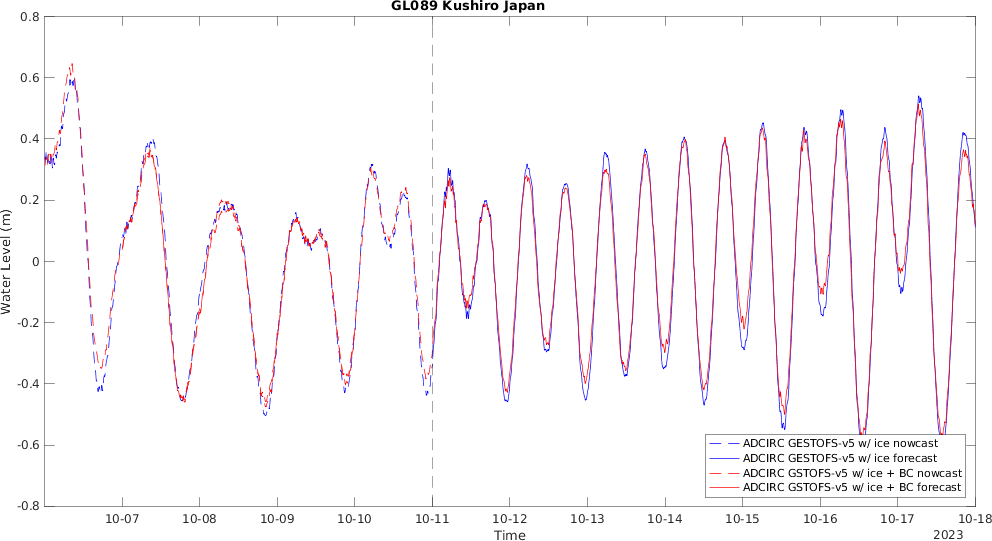 GL089 Kushiro Japan
0.8
0.6
0.4
0.2
0
-0.2
-0.4
-0.6
-0.8
Water Level (m)
ADCIRC GESTOFS-v5 w/ ice nowcast
ADCIRC GESTOFS-v5 w/ ice forecast
ADCIRC GSTOFS-v5 w/ ice + BC nowcast
ADCIRC GSTOFS-v5 w/ ice + BC forecast
10-07 10-08 10-09 10-10 10-11 10-12 10-13 10-14 10-15 10-16 10-17 10-18
Time
2023